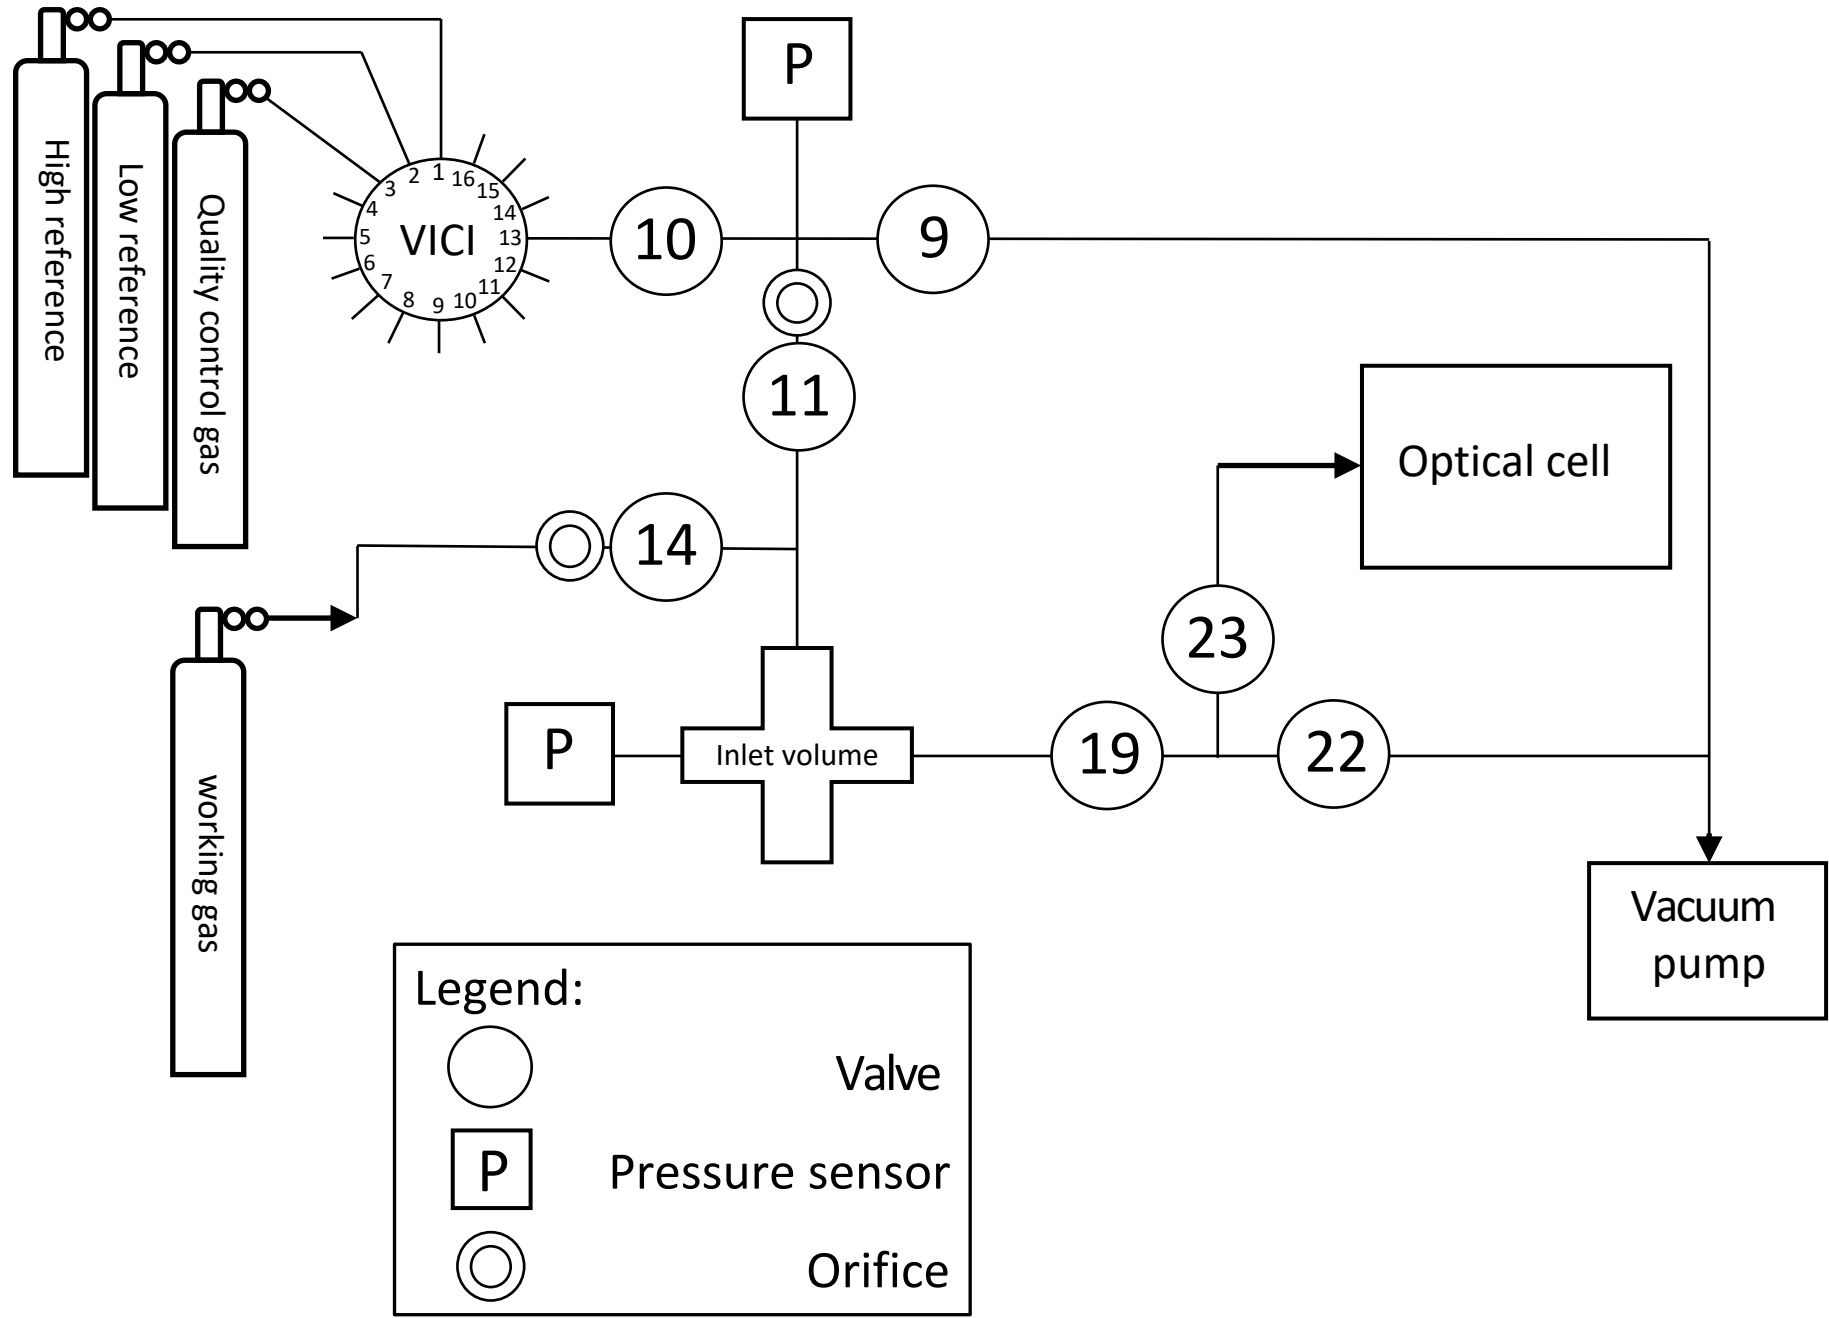 High reference
Low reference
Quality control gas
working gas
1
2
3
4
5
6
7
8
9
10
11
12
13
14
15
16
VICI
P
10
9
11
14
Optical cell
23
P
Inlet volume
19
22
Vacuum
pump
Legend:
Valve
P
Pressure sensor
Orifice